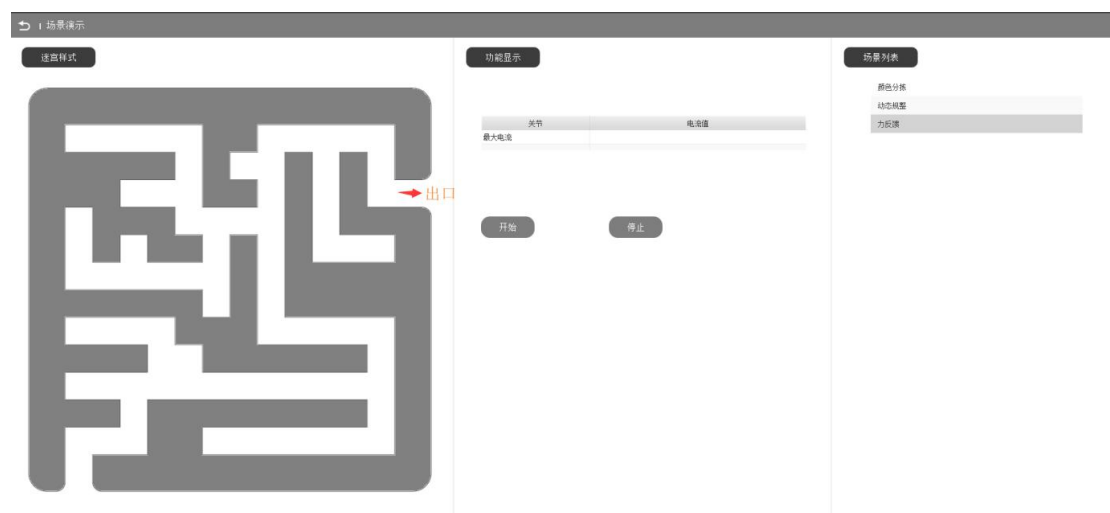 场景演示
迷宫样式
出口
功能显示
关节 电流值
最大电流
开始 停止
场景列表
颜色分拣
动态规整
力反馈